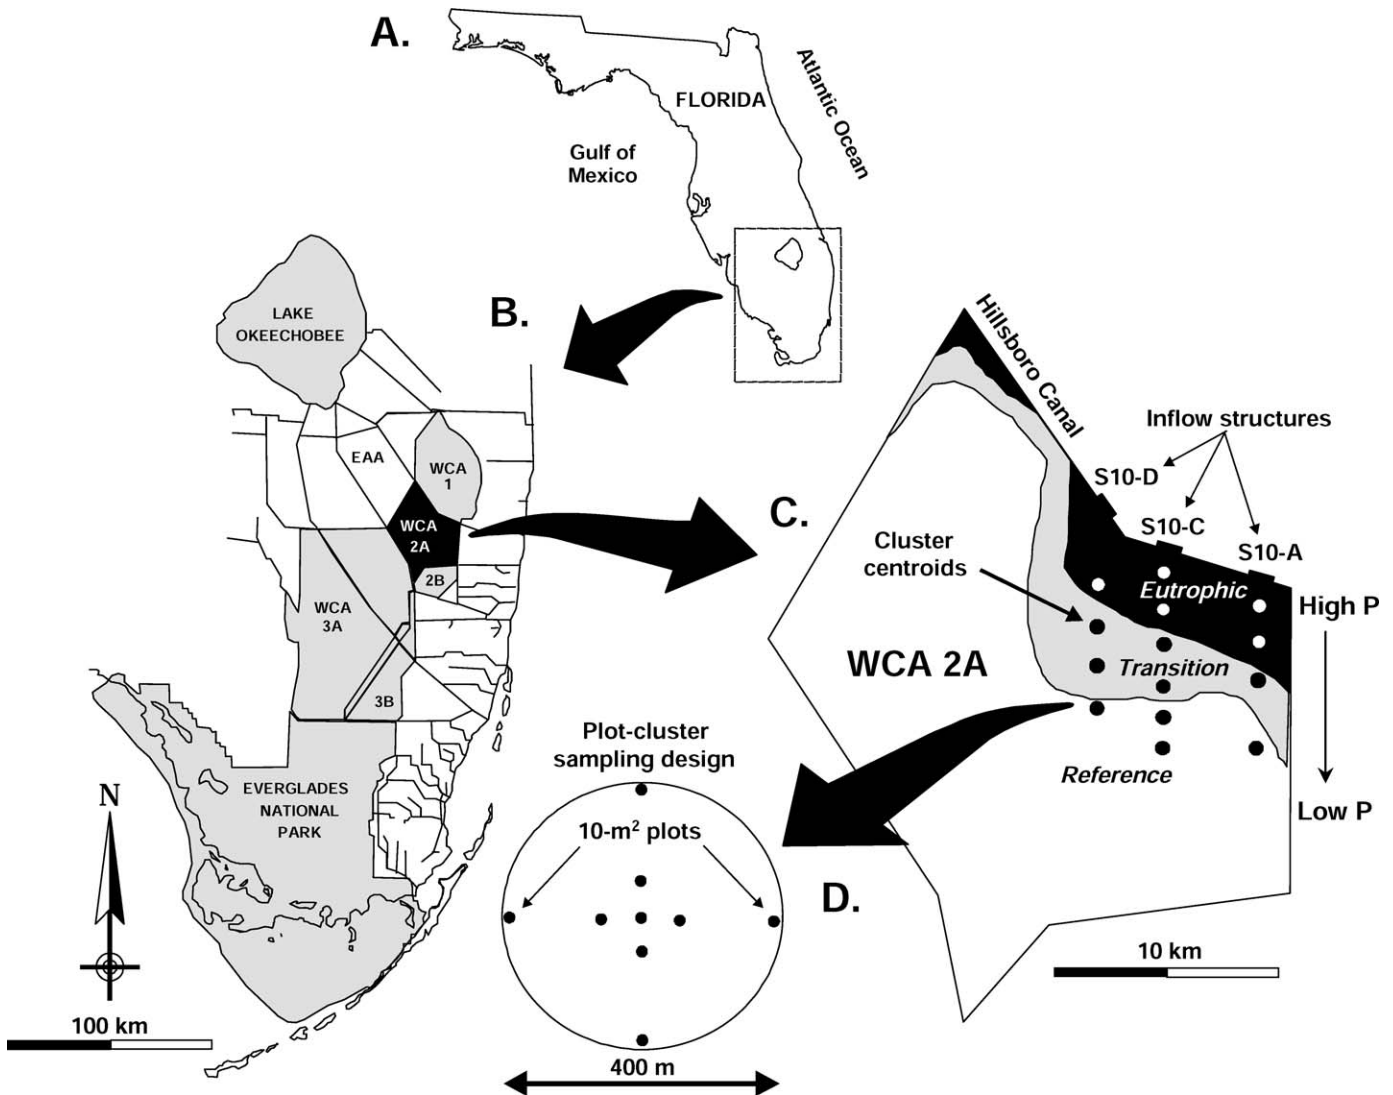 A.
FLORIDA
Atlantic Ocean
Gulf of
Mexico
B.
LAKE
OKEECHOBEE
EAA
WCA
1
WCA
2A
2B
WCA
3A
3B
EVERGLADES
NATIONAL
PARK
N
100 km
C.
Hillsboro Canal
Inflow structures
S10-D
S10-C
S10-A
Cluster
centroids
Eutrophic
High P
WCA 2A
Transition
Reference
Low P
10 km
D.
Plot-cluster
sampling design
10-m² plots
400 m